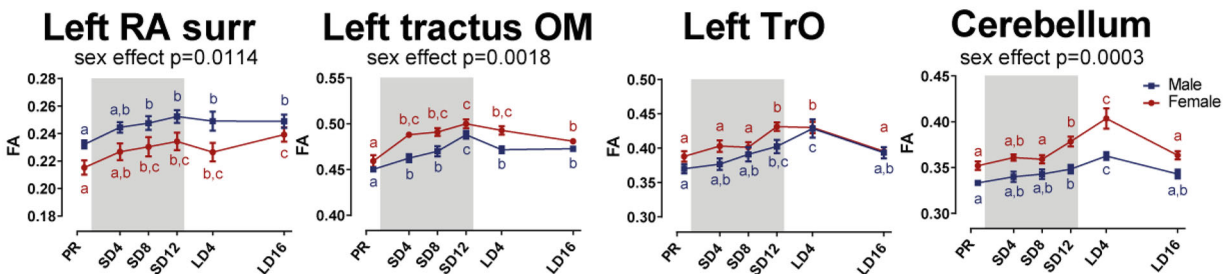 Left RA surr
sex effect p=0.0114
FA
0.28
0.26
0.24
0.22
0.20
0.18
a
a,b
b
b
b
b
a
a,b
b,c
b,c
b,c
c
PR
SD4
SD8
SD12
LD4
LD16
Left tractus OM
sex effect p=0.0018
FA
0.55
0.50
0.45
0.40
a
b,c
b,c
c
b,c
b
a
b
b
c
b
b
PR
SD4
SD8
SD12
LD4
LD16
Left TrO
FA
0.50
0.45
0.40
0.35
0.30
a
a
a
b
b
a
a
a,b
a,b
b,c
c
a,b
PR
SD4
SD8
SD12
LD4
LD16
Cerebellum
sex effect p=0.0003
FA
0.45
0.40
0.35
0.30
Male
Female
a
a,b
a
b
c
a
a
a,b
a,b
b
c
a,b
PR
SD4
SD8
SD12
LD4
LD16